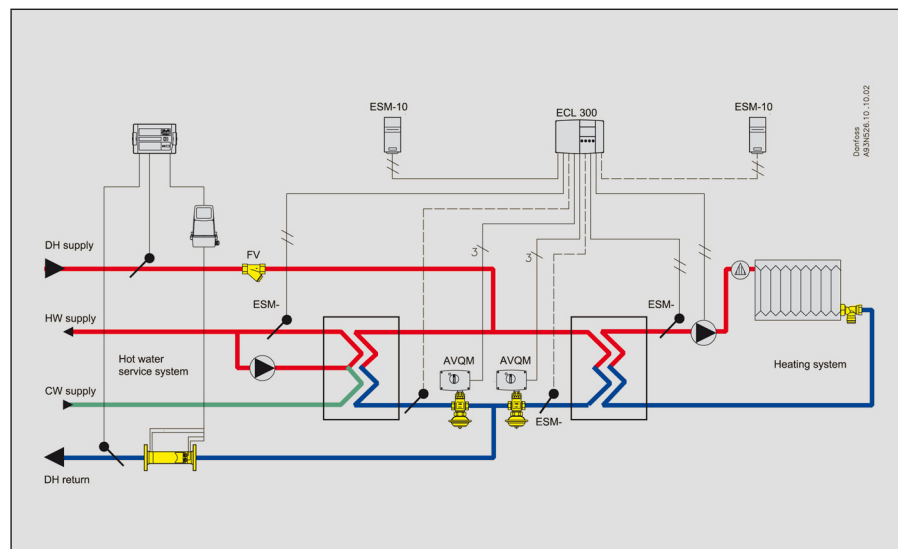 ESM-10
ECL 300
ESM-10
Danfoss
A93N526.10 .10.02
DH supply
FV
3
3
HW supply
ESM-
ESM-
Hot water
service system
AVQM
AVQM
Heating system
CW supply
ESM-
DH return